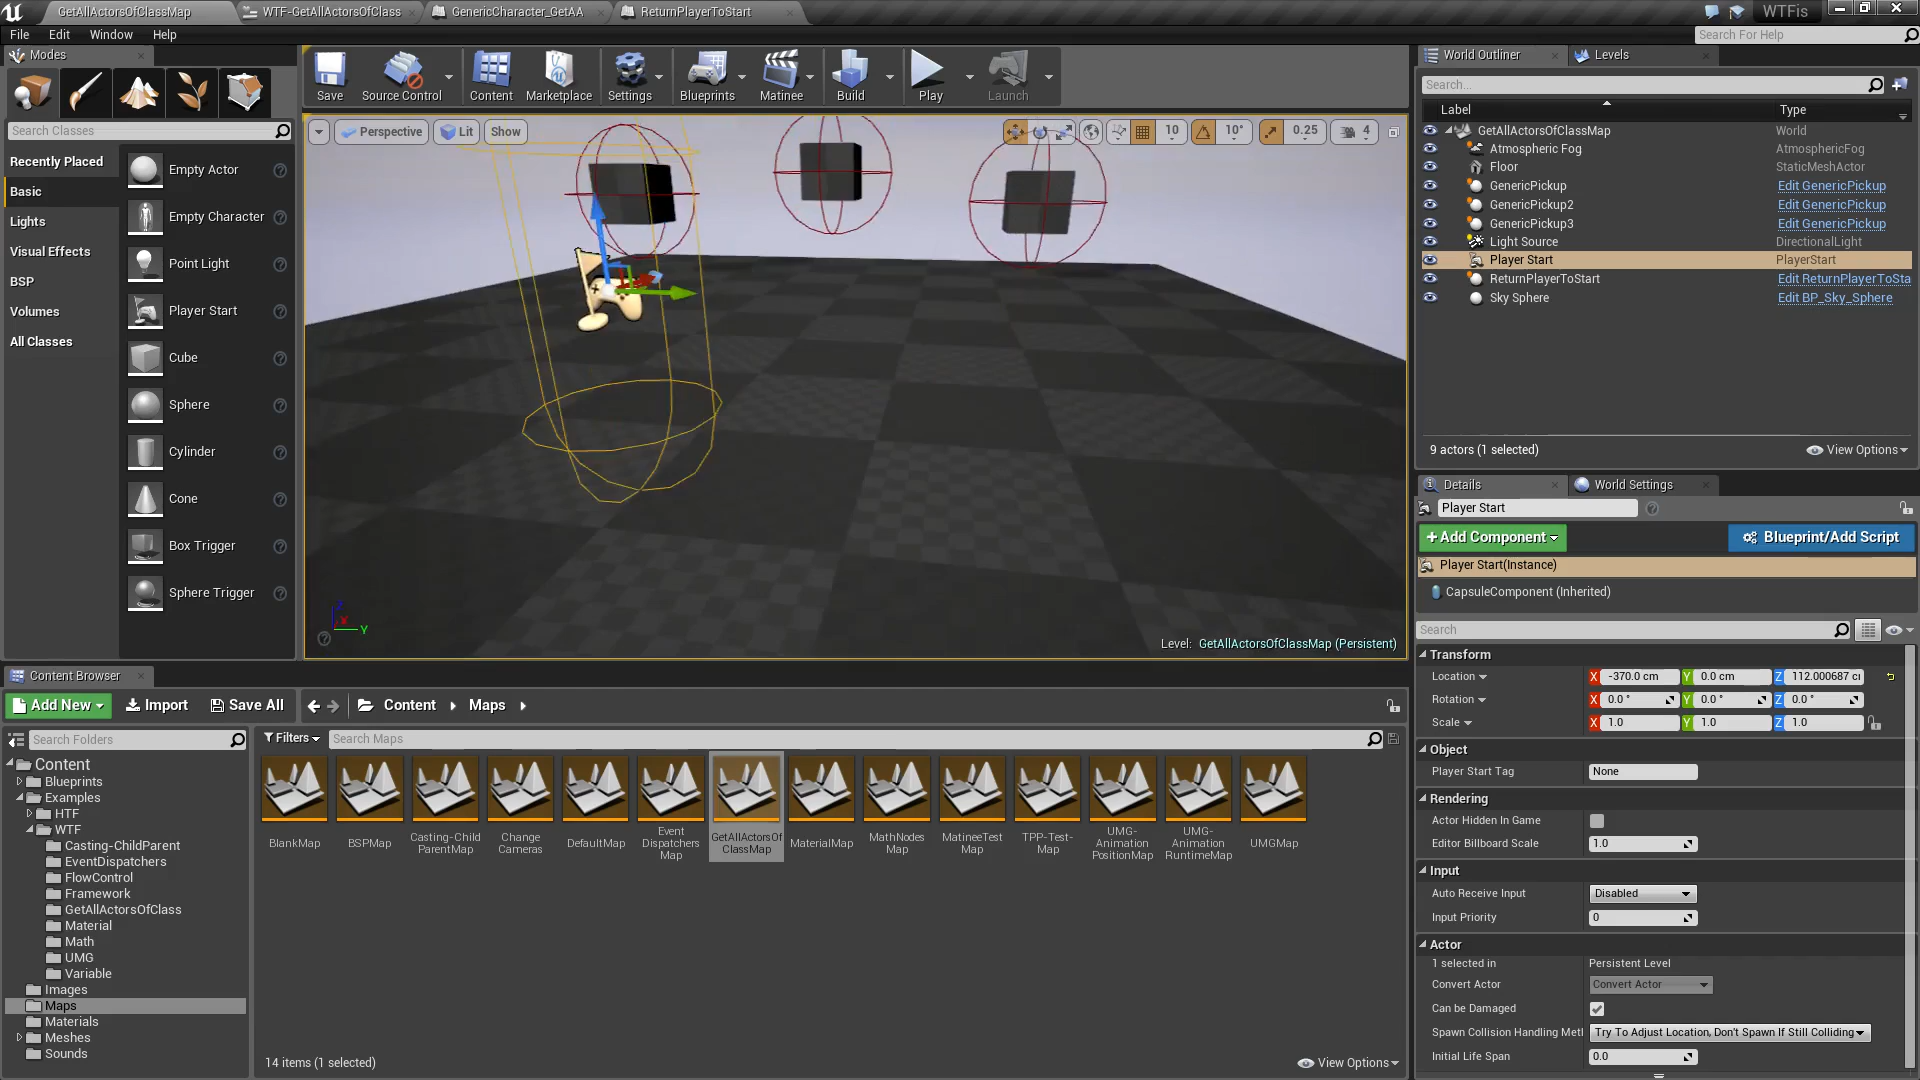 GetAllActorsOfClassMap
WTF-GetAllActorsOfClass
GenericCharacter_GetAA
ReturnPlayerToStart
WTFis
File Edit Window Help
Search For Help
Modes
Search Classes
Recently Placed
Basic
Lights
Visual Effects
BSP
Volumes
All Classes
Empty Actor
Empty Character
Point Light
Player Start
Cube
Sphere
Cylinder
Cone
Box Trigger
Sphere Trigger
Save
Source Control
Content
Marketplace
Settings
Blueprints
Matinee
Build
Play
Launch
Perspective
Lit
Show
10
10°
0.25
4
Z
X
Y
Level: GetAllActorsOfClassMap (Persistent)
World Outliner
Levels
Search...
Label Type
GetAllActorsOfClassMap World
Atmospheric Fog AtmosphericFog
Floor StaticMeshActor
GenericPickup Edit GenericPickup
GenericPickup2 Edit GenericPickup
GenericPickup3 Edit GenericPickup
Light Source DirectionalLight
Player Start PlayerStart
ReturnPlayerToStart Edit ReturnPlayerToSta
Sky Sphere Edit BP_Sky_Sphere
9 actors (1 selected)
View Options
Details
World Settings
Player Start
+Add Component
Blueprint/Add Script
Player Start(Instance)
CapsuleComponent (Inherited)
Search
Transform
Location X -370.0 cm Y 0.0 cm Z 112.000687 c
Rotation X 0.0 ° Y 0.0 ° Z 0.0 °
Scale X 1.0 Y 1.0 Z 1.0
Object
Player Start Tag None
Rendering
Actor Hidden In Game
Editor Billboard Scale 1.0
Input
Auto Receive Input Disabled
Input Priority 0
Actor
1 selected in Persistent Level
Convert Actor Convert Actor
Can be Damaged
Spawn Collision Handling Met Try To Adjust Location, Don't Spawn If Still Colliding
Initial Life Span 0.0
Content Browser
Add New
Import
Save All
Content
Maps
Search Folders
Filters
Search Maps
Content
Blueprints
Examples
HTF
WTF
Casting-ChildParent
EventDispatchers
FlowControl
Framework
GetAllActorsOfClass
Material
Math
UMG
Variable
Images
Maps
Materials
Meshes
Sounds
BlankMap
BSPMap
Casting-Child
ParentMap
Change
Cameras
DefaultMap
Event
Dispatchers
Map
GetAllActorsOf
ClassMap
MaterialMap
MathNodes
Map
MatineeTest
Map
TPP-Test-
Map
UMG-
Animation
PositionMap
UMG-
Animation
RuntimeMap
UMGMap
14 items (1 selected)
View Options